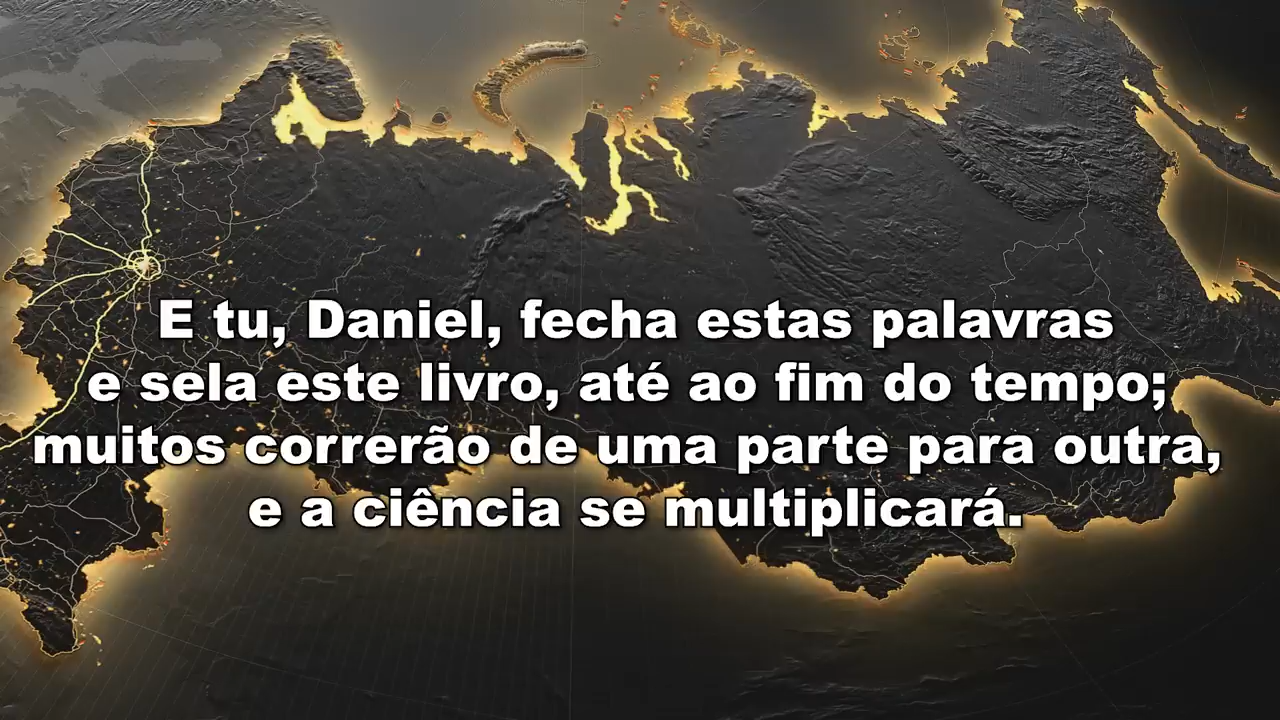 E tu, Daniel, fecha estas palavras
e sela este livro, até ao fim do tempo;
muitos correrão de uma parte para outra,
e a ciência se multiplicará.